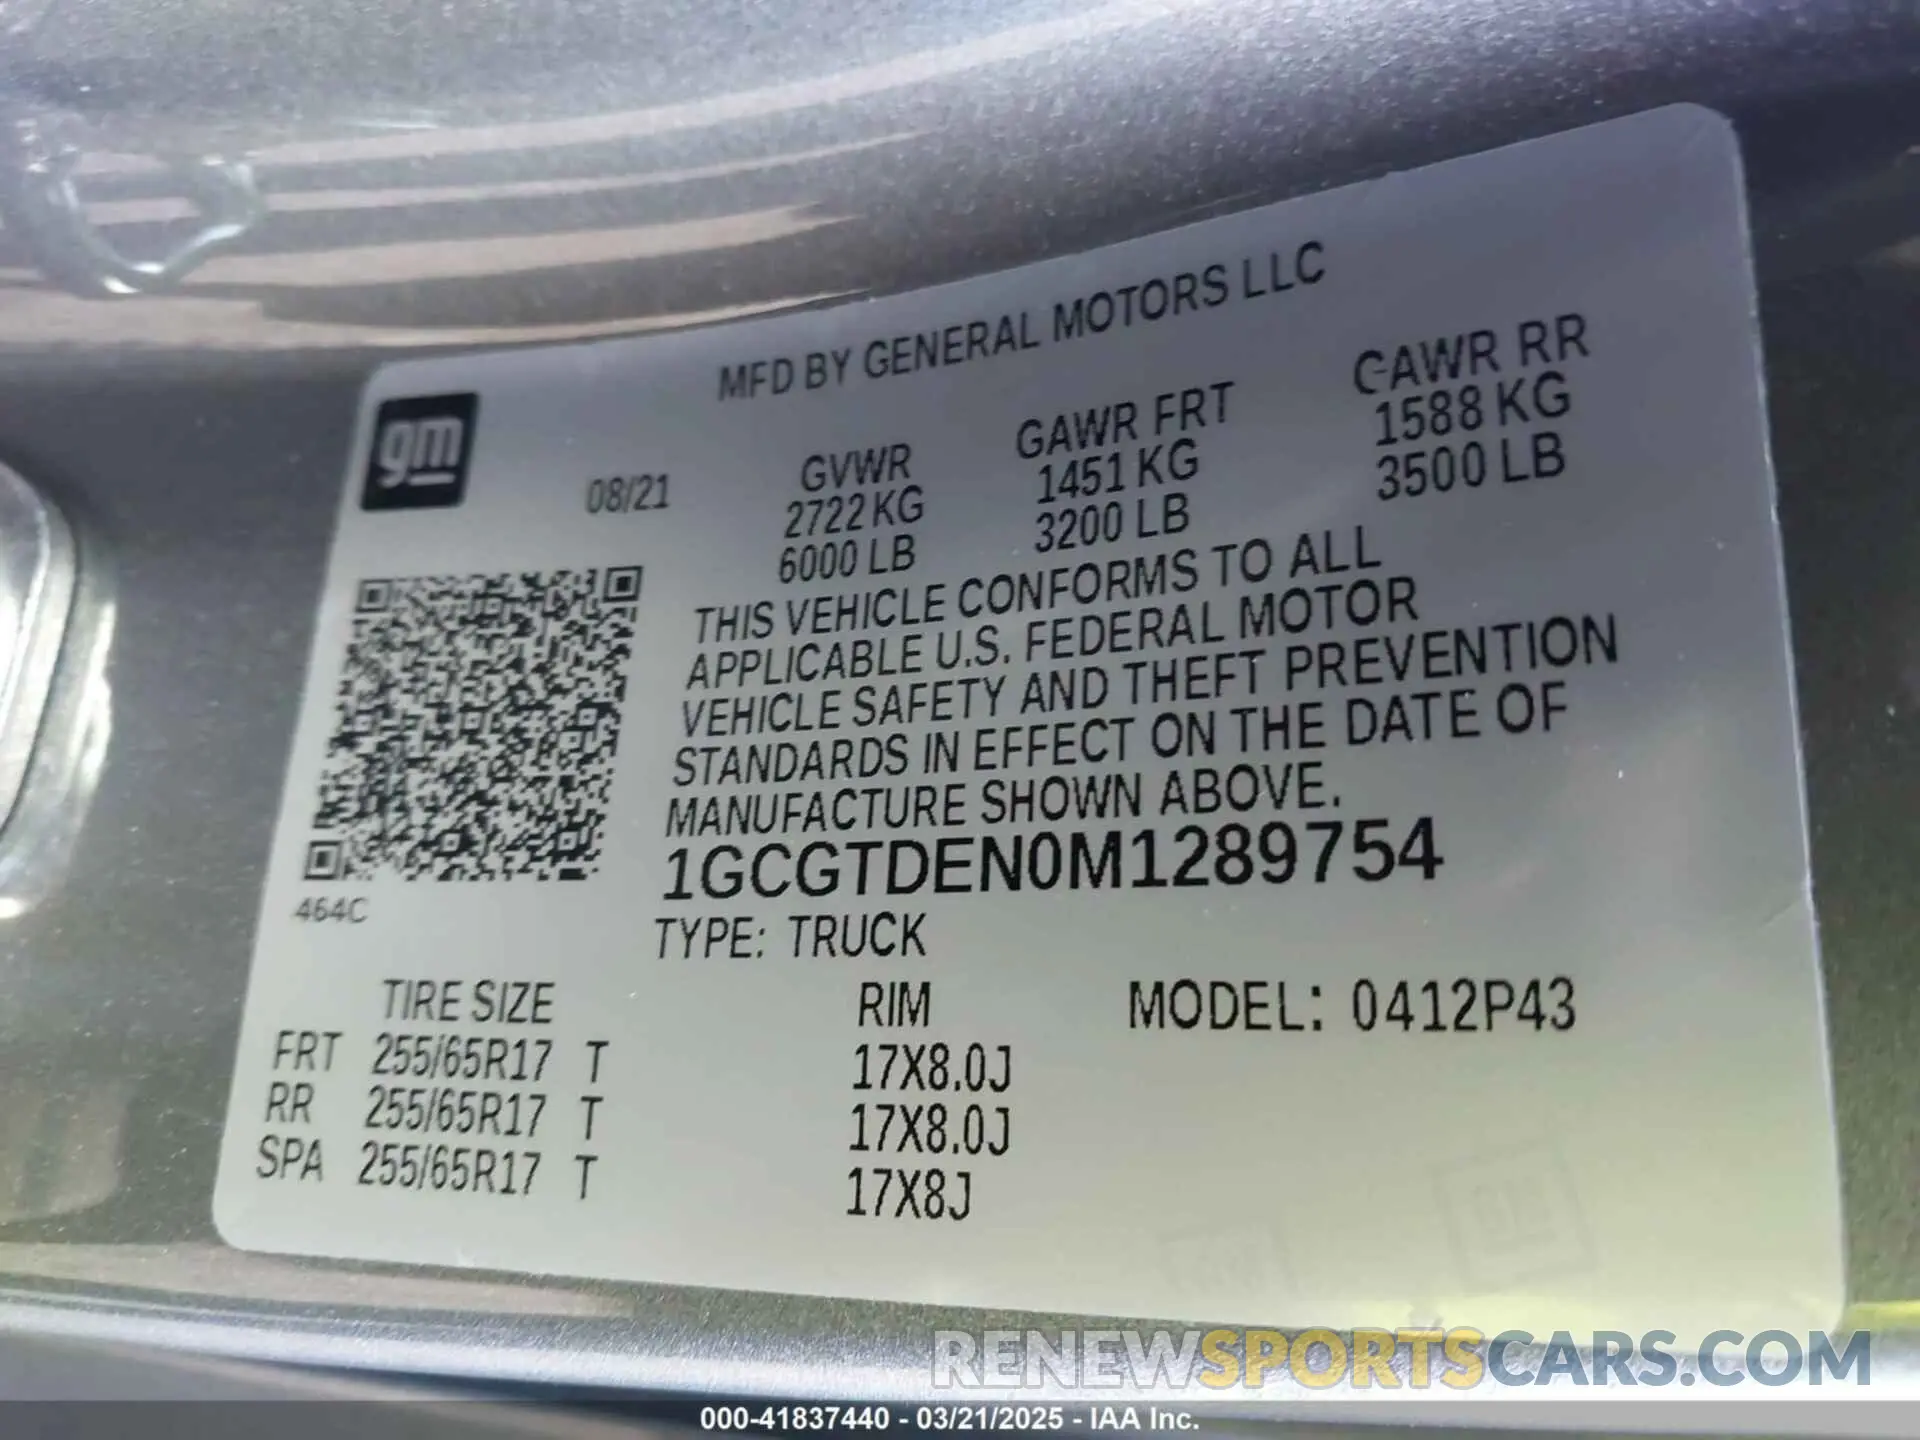 MFD BY GENERAL MOTORS LLC
gm
08/21
GVWR GAWR FRT GAWR RR
2722 KG 1451 KG 1588 KG
6000 LB 3200 LB 3500 LB
THIS VEHICLE CONFORMS TO ALL
APPLICABLE U.S. FEDERAL MOTOR
VEHICLE SAFETY AND THEFT PREVENTION
STANDARDS IN EFFECT ON THE DATE OF
MANUFACTURE SHOWN ABOVE.
1GCGTDEN0M1289754
464C
TYPE: TRUCK
TIRE SIZE RIM MODEL: 0412P43
FRT 255/65R17 T 17X8.0J
RR 255/65R17 T 17X8.0J
SPA 255/65R17 T 17X8J
RENEWSPORTSCARS.COM
000-41837440 - 03/21/2025 - IAA Inc.